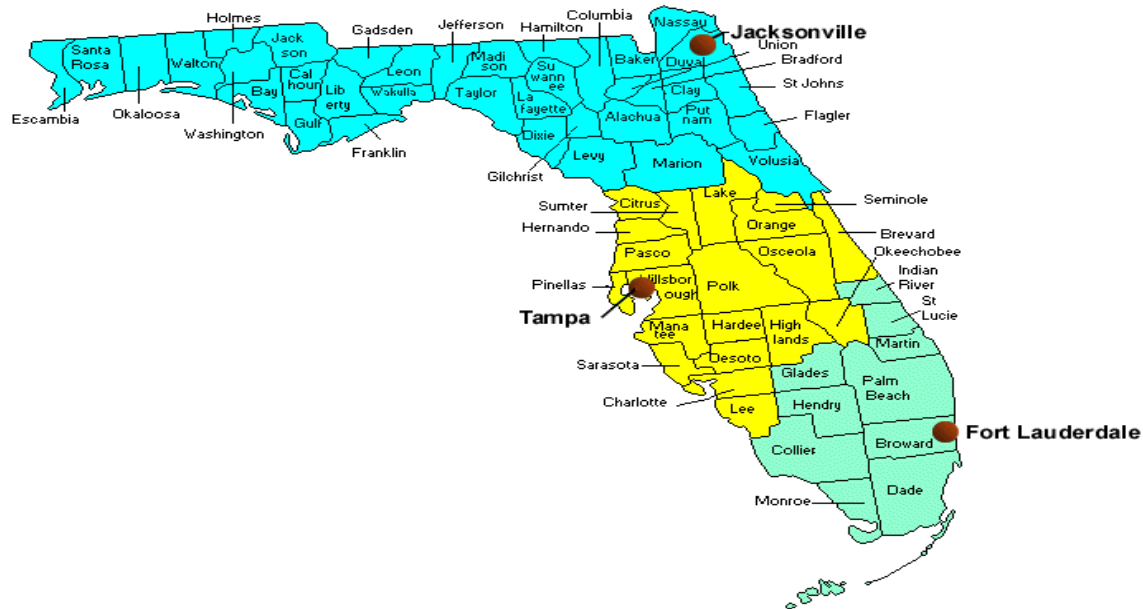 Holmes
Gadsden
Jefferson
Hamilton
Columbia
Nassau
Jacksonville
Santa
Rosa
Walton
Jack
son
Leon
Madi
son
Su
wann
ee
Baker
Duva
Union
Bradford
Cal
houn
Bay
Lib
erty
Wakulla
Taylor
La
fayette
Clay
St Johns
Escambia
Okaloosa
Washington
Gulf
Franklin
Dixie
Alachua
Put
nam
Flagler
Gilchrist
Levy
Marion
Volusia
Lake
Seminole
Citrus
Sumter
Hernando
Orange
Brevard
Pasco
Osceola
Okeechobee
Indian
River
St
Lucie
Pinellas
Hillsbor
ough
Polk
Tampa
Mana
tee
Hardee
High
lands
Martin
Sarasota
Desoto
Glades
Palm
Beach
Charlotte
Lee
Hendry
Fort Lauderdale
Collier
Broward
Monroe
Dade